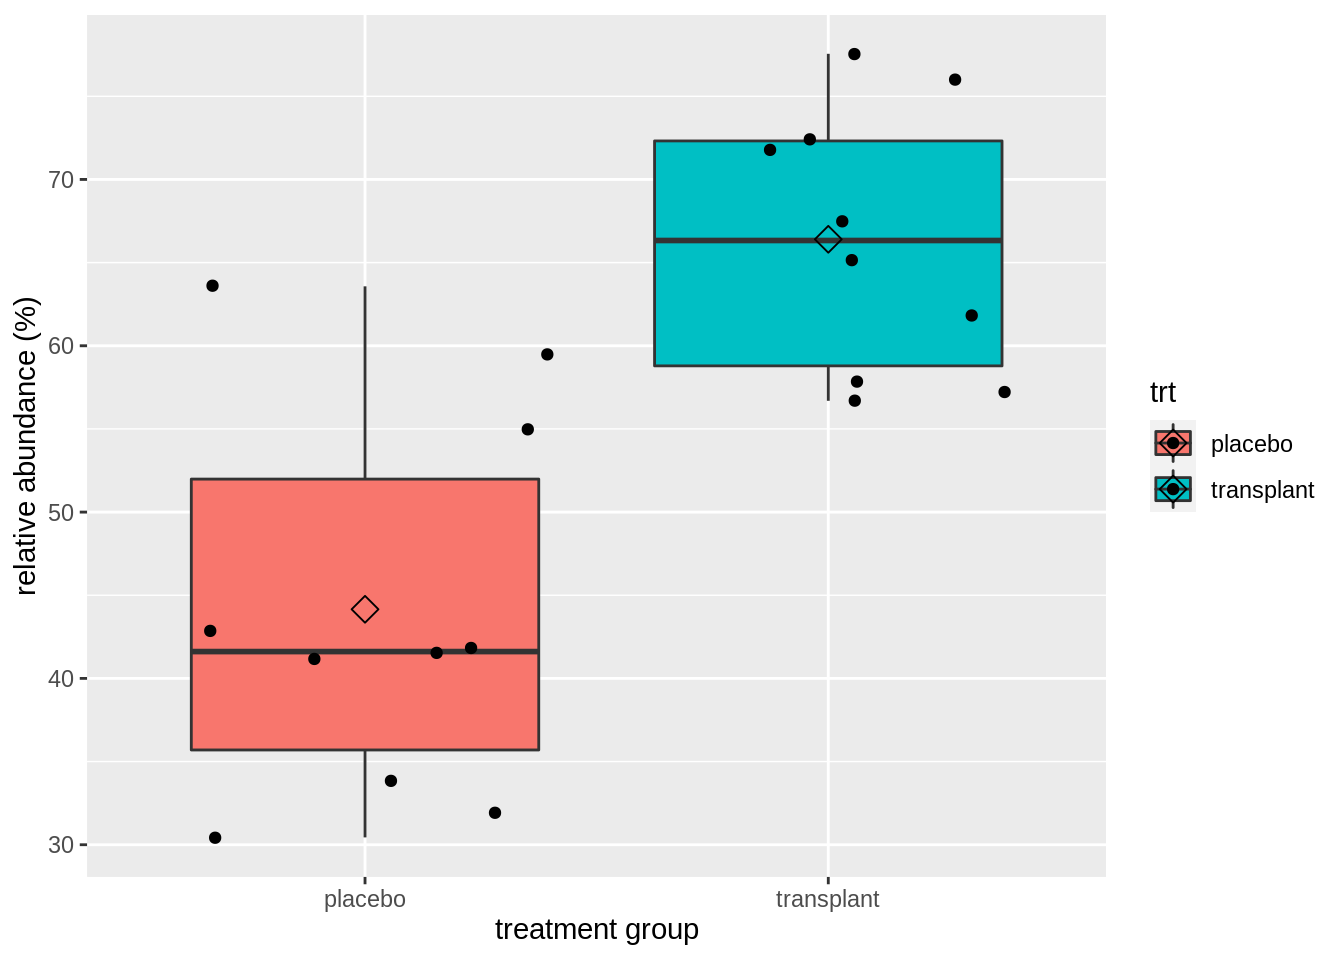 relative abundance (%)
70
60
50
40
30
placebo
transplant
treatment group
trt
placebo
transplant